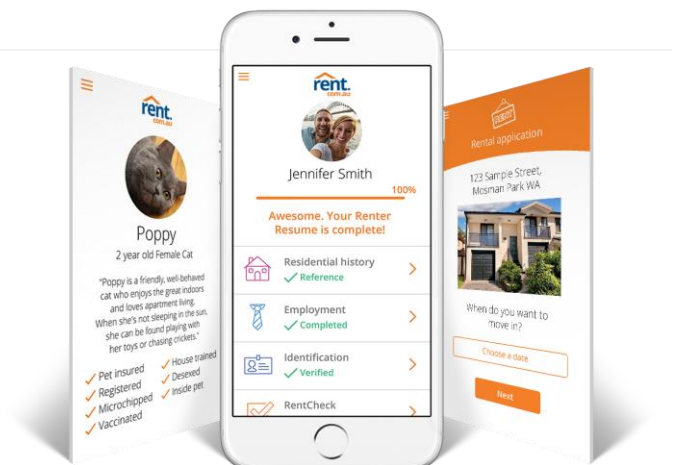 rent.
com.au
Poppy
2 year old Female Cat
"Poppy is a friendly, well-behaved
cat who enjoys the great indoors
and loves apartment living.
When she's not sleeping in the sun,
she can be found playing with
her toys or chasing crickets."
Pet insured
Registered
Microchipped
Vaccinated
House trained
Desexed
Inside pet
rent.
com.au
Jennifer Smith
100%
Awesome. Your Renter
Resume is complete!
Residential history
Reference
Employment
Completed
Identification
Verified
RentCheck
Rental application
123 Sample Street,
Mosman Park WA
When do you want to
move in?
Choose a date
Next